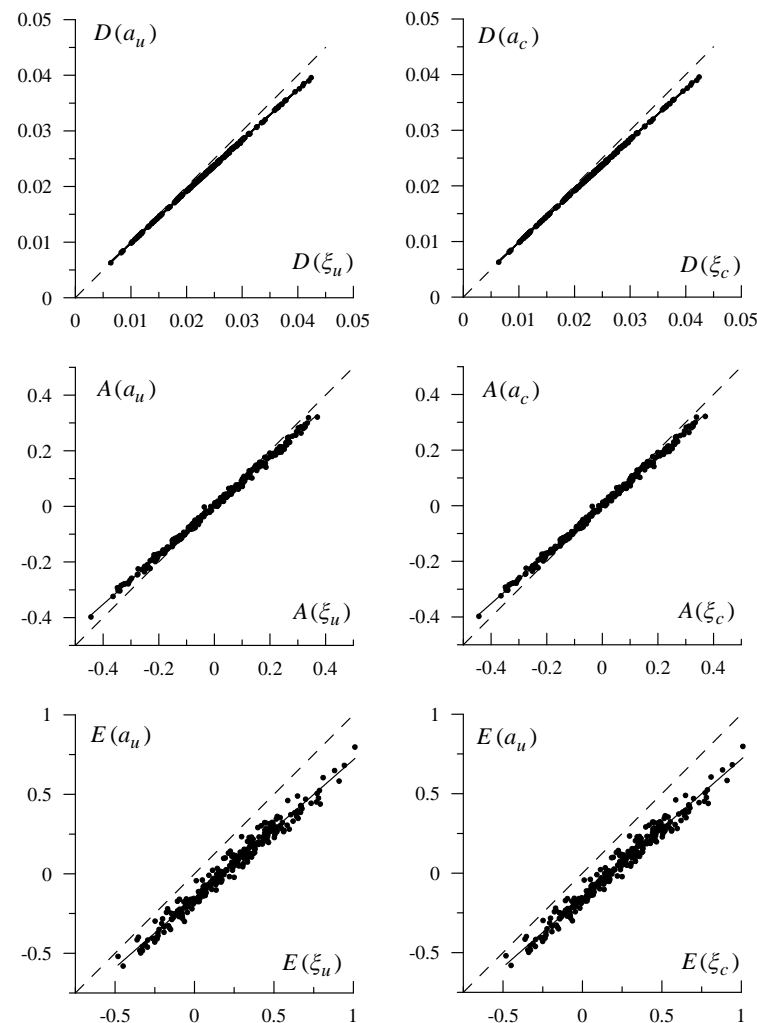 0.05 0.05
D(a_u) D(a_c)
0.04 0.04
0.03 0.03
0.02 0.02
0.01 0.01
D(ξ_u) D(ξ_c)
0 0
0 0.01 0.02 0.03 0.04 0.05 0 0.01 0.02 0.03 0.04 0.05
A(a_u) A(a_c)
0.4 0.4
0.2 0.2
0 0
-0.2 -0.2
-0.4 A(ξ_u) -0.4 A(ξ_c)
-0.4 -0.2 0 0.2 0.4 -0.4 -0.2 0 0.2 0.4
1 1
E(a_u) E(a_u)
0.5 0.5
0 0
-0.5 -0.5
E(ξ_u) E(ξ_c)
-0.5 0 0.5 1 -0.5 0 0.5 1